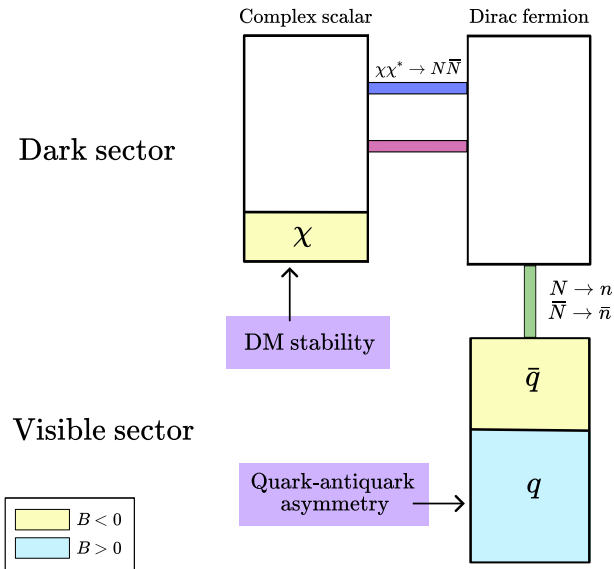 Complex scalar
Dirac fermion
χχ* → NN̅
Dark sector
χ
N → n
N̅ → n̄
DM stability
q̄
Visible sector
Quark-antiquark
asymmetry
q
B < 0
B > 0